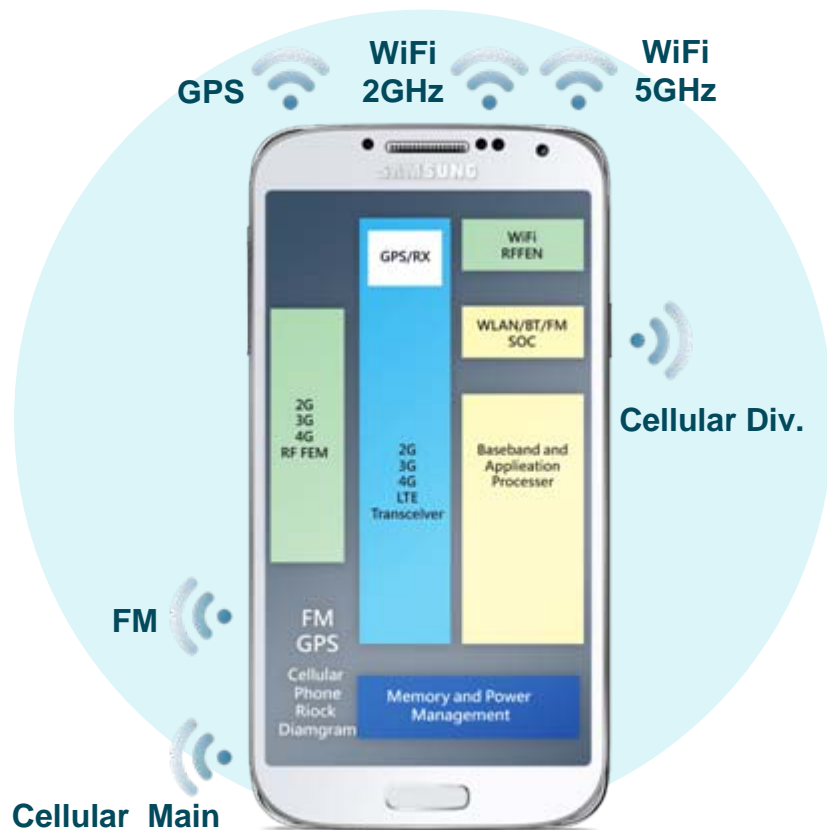 WiFi
2GHz
WiFi
5GHz
GPS
SAMSUNG
GPS/RX
WiFi
RFFEN
WLAN/BT/FM
SOC
2G
3G
4G
RF FEM
2G
3G
4G
LTE
Transcelver
Baseband and
Applieation
Processer
Cellular Div.
FM
FM
GPS
Cellular
Phone
Riock
Diamgram
Memory and Power
Management
Cellular Main